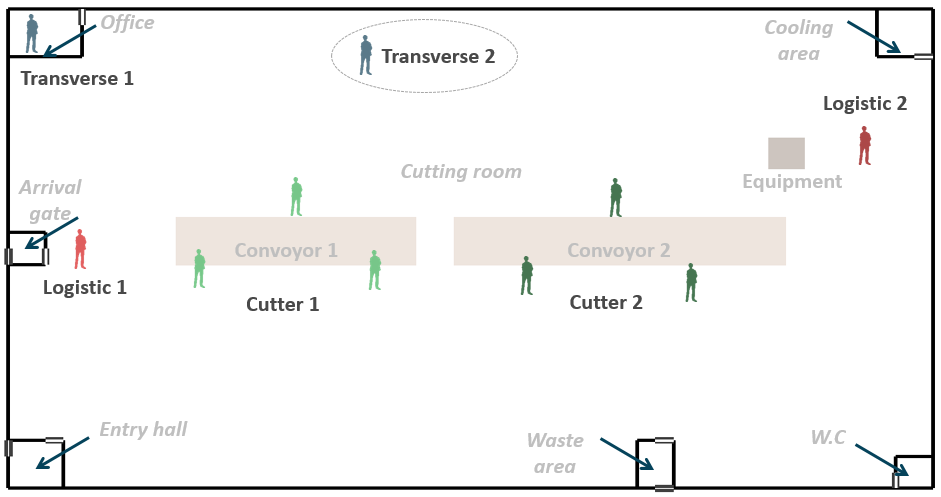 Office
Transverse 1
Transverse 2
Cooling
area
Logistic 2
Equipment
Cutting room
Arrival
gate
Logistic 1
Convoyor 1
Cutter 1
Convoyor 2
Cutter 2
Entry hall
Waste
area
W.C